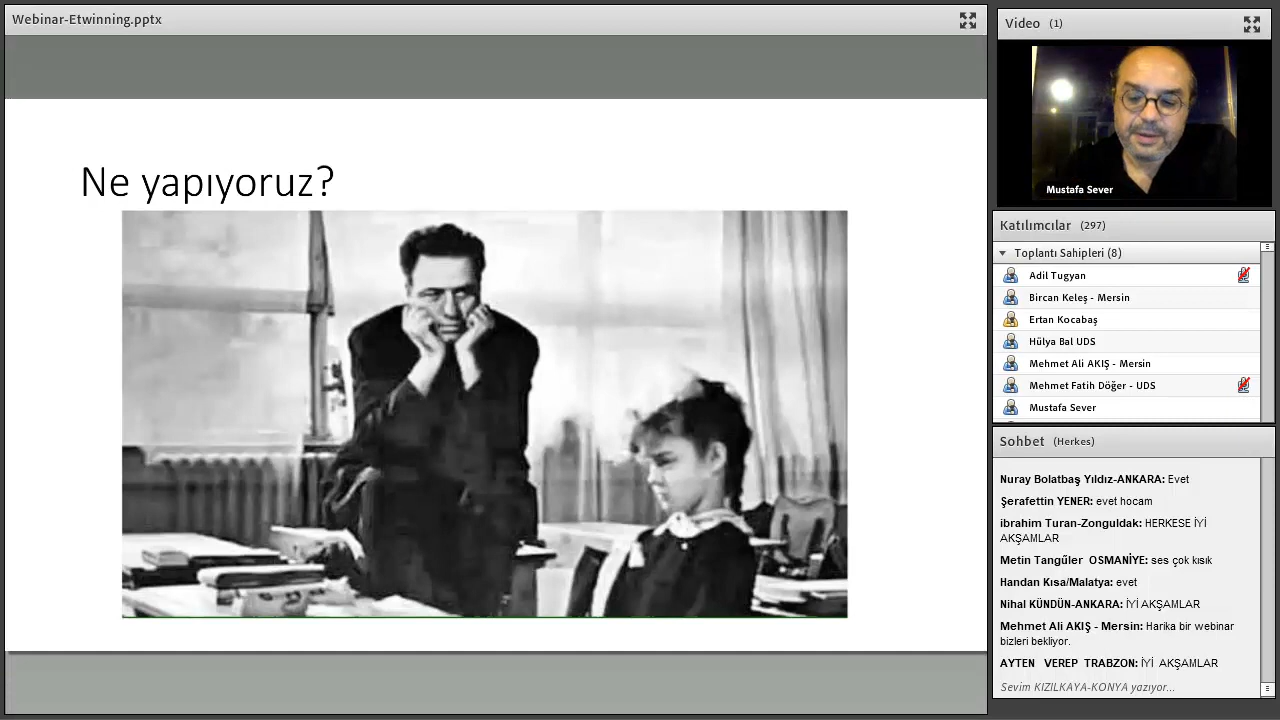 Webinar-Etwinning.pptx
Ne yapıyoruz?
Video (1)
Mustafa Sever
Katılımcılar (297)
Toplantı Sahipleri (8)
Adil Tugyan
Bircan Keleş - Mersin
Ertan Kocabaş
Hülya Bal UDS
Mehmet Ali AKIŞ - Mersin
Mehmet Fatih Döğer - UDS
Mustafa Sever
Sohbet (Herkes)
Nuray Bolatbaş Yıldız-ANKARA: Evet
Şerafettin YENER: evet hocam
ibrahim Turan-Zonguldak: HERKESE İYİ
AKŞAMLAR
Metin Tangűler OSMANİYE: ses çok kısık
Handan Kısa/Malatya: evet
Nihal KÜNDÜN-ANKARA: İYİ AKŞAMLAR
Mehmet Ali AKIŞ - Mersin: Harika bir webinar
bizleri bekliyor.
AYTEN VEREP TRABZON: İYİ AKŞAMLAR
Sevim KIZILKAYA-KONYA yazıyor...